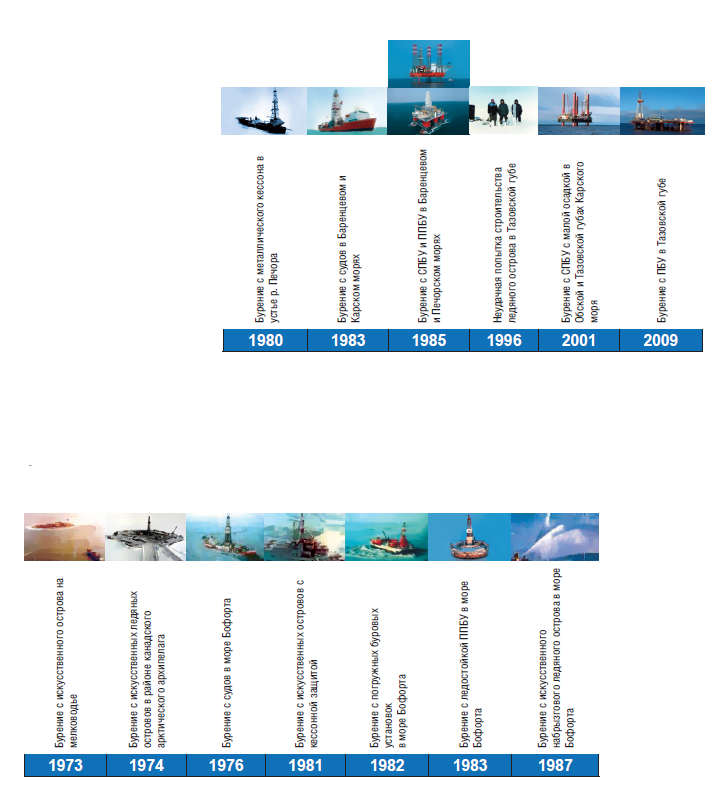 Бурение с металлического кессона в
устье р. Печора
Бурение с судов в Баренцевом и
Карском морях
Бурение с СПБУ и ППБУ в Баренцевом
и Печорском морях
Неудачная попытка строительства
ледяного острова в Тазовской губе
Бурение с СПБУ с малой осадкой в
Обской и Тазовской губах Карского
моря
Бурение с ПБУ в Тазовской губе
1980 1983 1985 1996 2001 2009
-
Бурение с искусственного острова на
мелководье
Бурение с искусственных ледяных
островов в районе канадского
арктического архипелага
Бурение с судов в море Бофорта
Бурение с искусственных островов с
кессонной защитой
Бурение с погружных буровых
установок
в море Бофорта
Бурение с ледостойкой ППБУ в море
Бофорта
Бурение с искусственного
набрызгового ледяного острова в море
Бофорта
1973 1974 1976 1981 1982 1983 1987